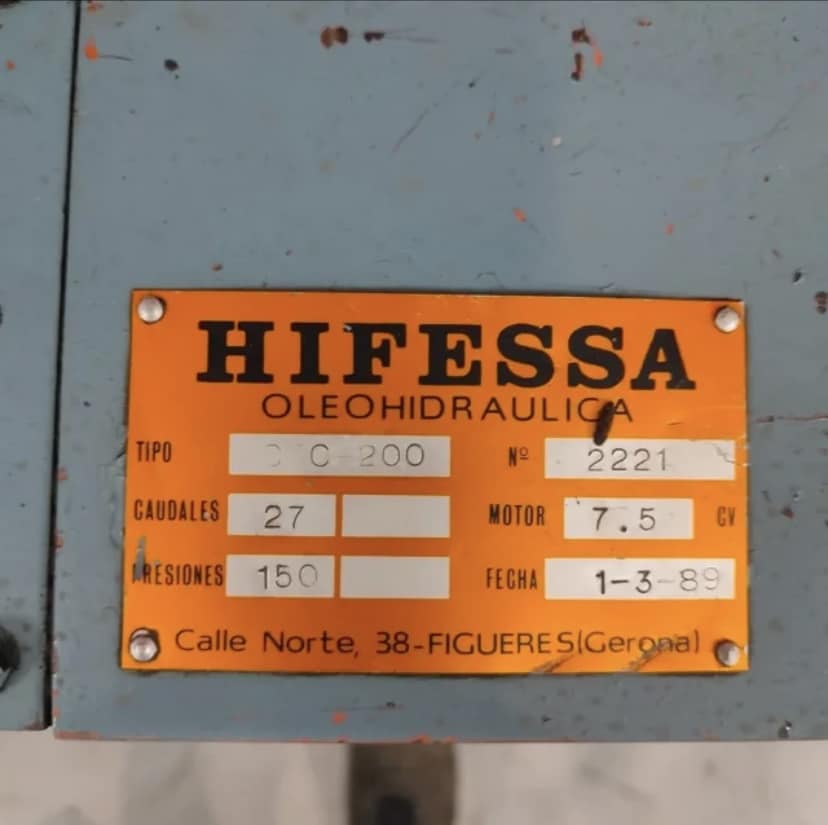 HIFESSA
OLEOHIDRAULICA
TIPO 200 Nº 2221
CAUDALES 27 MOTOR 7.5 CV
PRESIONES 150 FECHA 1-3-89
Calle Norte, 38-FIGUERES(Gerona)